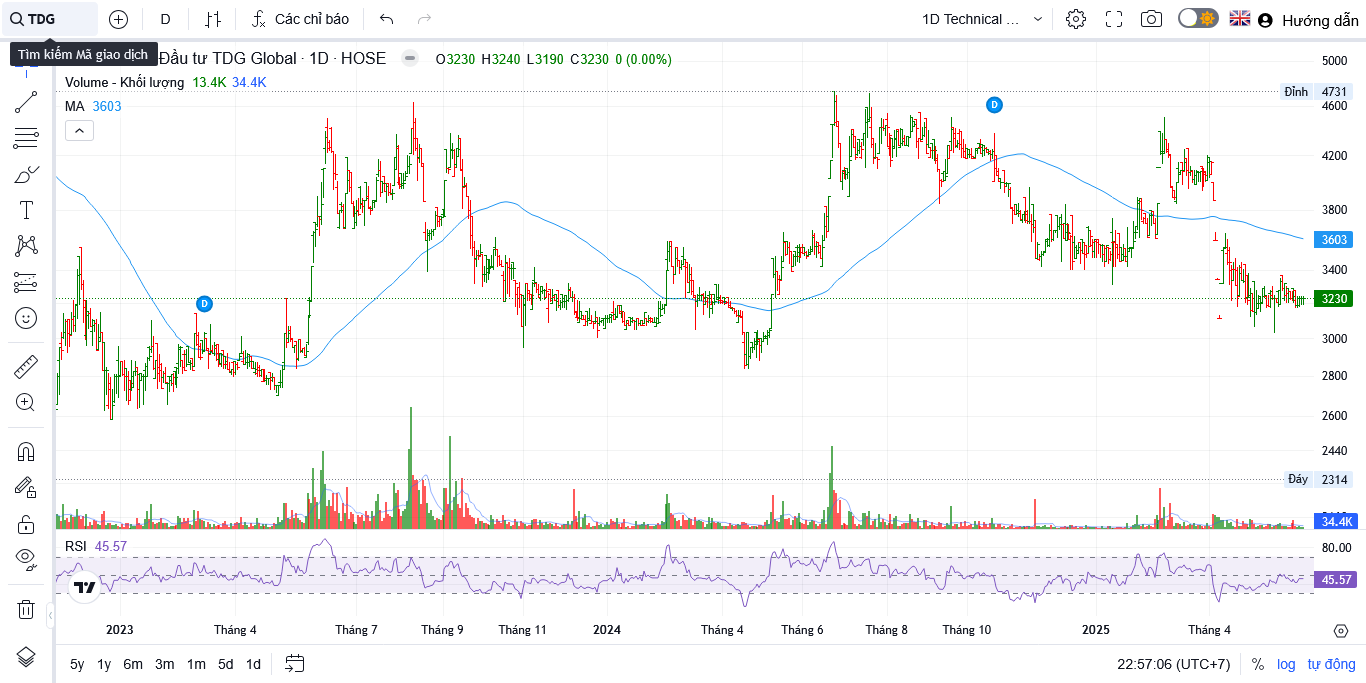 TDG
D
Các chỉ báo
1D Technical ...
Hướng dẫn
Tìm kiếm Mã giao dịch
Đầu tư TDG Global · 1D · HOSE
O3230 H3240 L3190 C3230 0 (0.00%)
Volume - Khối lượng 13.4K 34.4K
MA 3603
5000
Đỉnh 4731
4600
4200
3800
3603
3400
3230
3000
2800
2600
2440
Đáy 2314
34.4K
D
D
RSI 45.57
80.00
45.57
2023
Tháng 4
Tháng 7
Tháng 9
Tháng 11
2024
Tháng 4
Tháng 6
Tháng 8
Tháng 10
2025
Tháng 4
5y 1y 6m 3m 1m 5d 1d
22:57:06 (UTC+7)
% log tự động